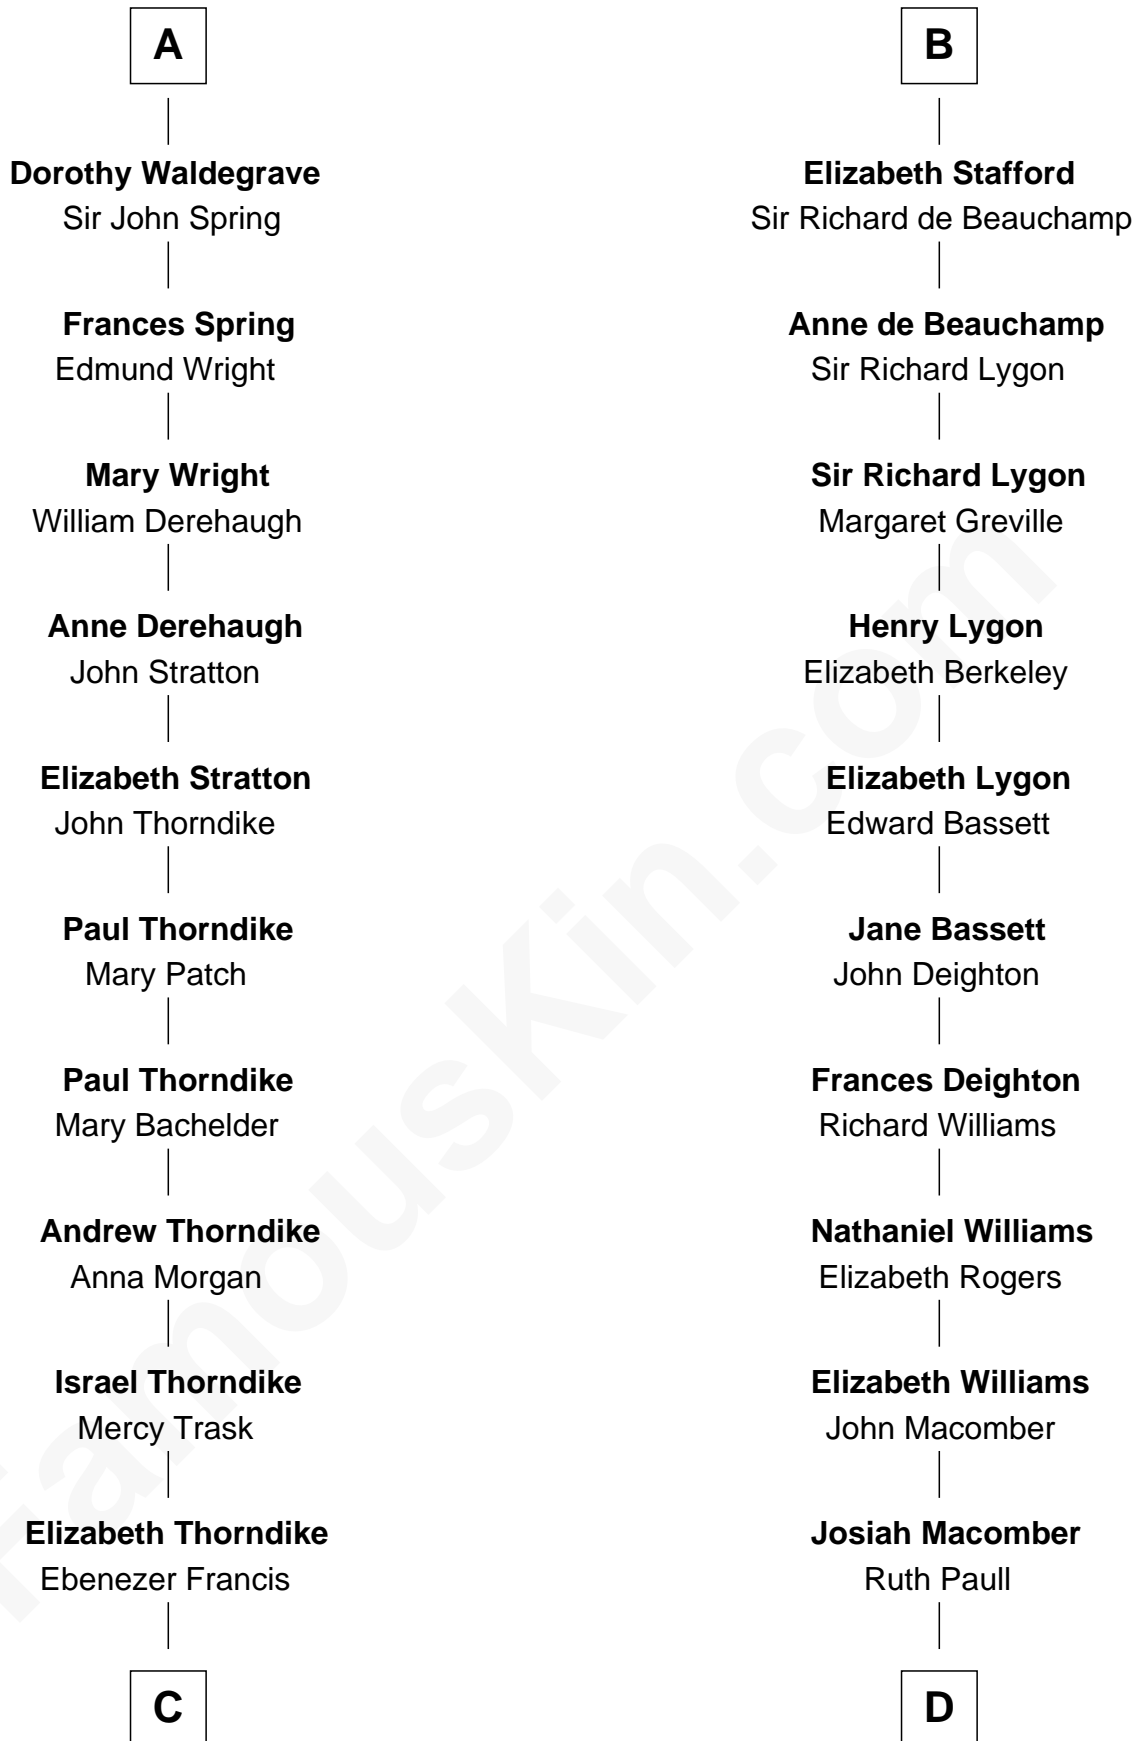 A
Dorothy Waldegrave
Sir John Spring
Frances Spring
Edmund Wright
Mary Wright
William Derehaugh
Anne Derehaugh
John Stratton
Elizabeth Stratton
John Thorndike
Paul Thorndike
Mary Patch
Paul Thorndike
Mary Bachelder
Andrew Thorndike
Anna Morgan
Israel Thorndike
Mercy Trask
Elizabeth Thorndike
Ebenezer Francis
C
B
Elizabeth Stafford
Sir Richard de Beauchamp
Anne de Beauchamp
Sir Richard Lygon
Sir Richard Lygon
Margaret Greville
Henry Lygon
Elizabeth Berkeley
Elizabeth Lygon
Edward Bassett
Jane Bassett
John Deighton
Frances Deighton
Richard Williams
Nathaniel Williams
Elizabeth Rogers
Elizabeth Williams
John Macomber
Josiah Macomber
Ruth Paull
D
FamousKin.com